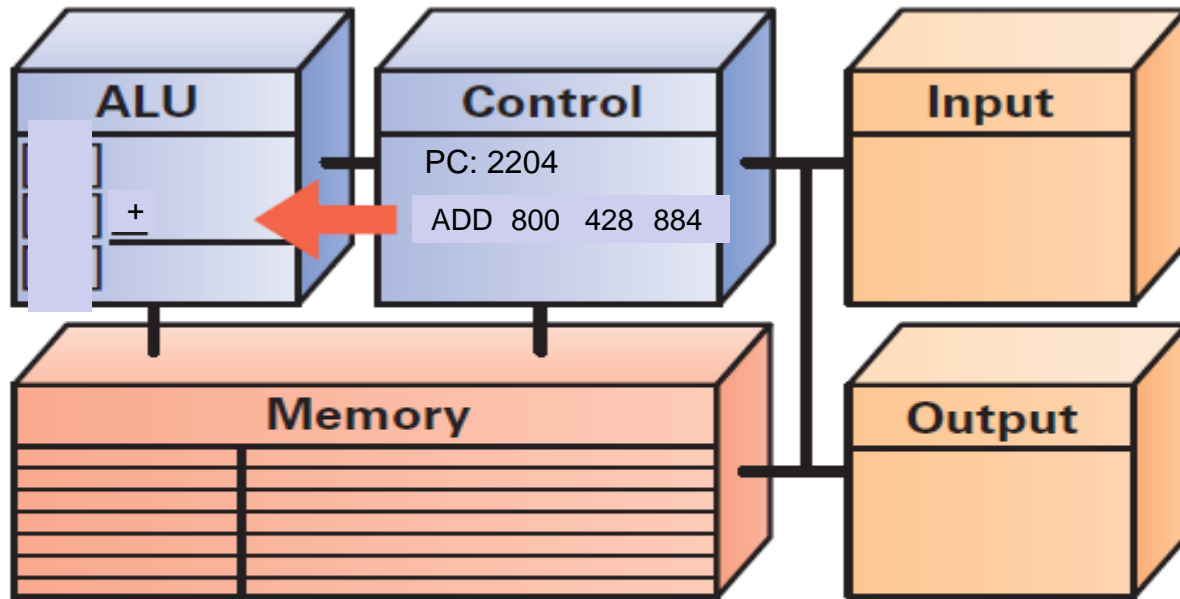 ALU
Control
Input
PC: 2204
+
ADD 800 428 884
Memory
Output